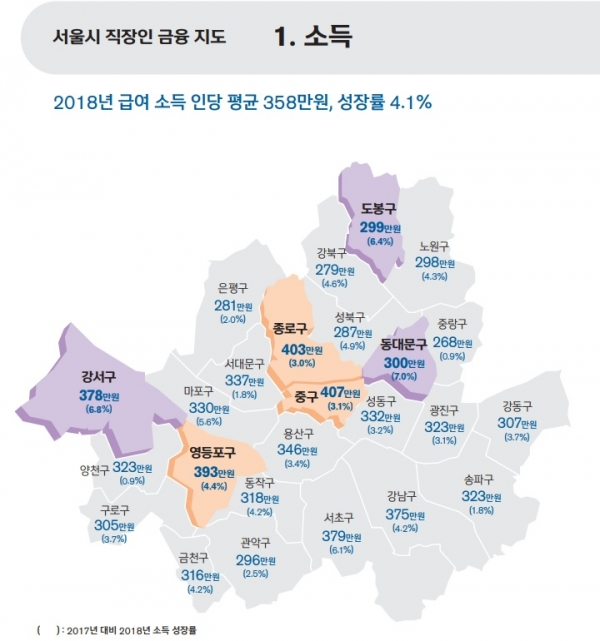 서울시 직장인 금융 지도 1. 소득
2018년 급여 소득 인당 평균 358만원, 성장률 4.1%
도봉구
299만원
(6.4%)
강북구
279만원
(4.6%)
노원구
298만원
(4.3%)
은평구
281만원
(2.0%)
종로구
403만원
(3.0%)
성북구
287만원
(4.9%)
동대문구
300만원
(7.0%)
중랑구
268만원
(0.9%)
강서구
378만원
(6.8%)
서대문구
337만원
(1.8%)
마포구
330만원
(5.6%)
중구 407만원
(3.1%)
성동구
332만원
(3.2%)
광진구
323만원
(3.1%)
강동구
307만원
(3.7%)
양천구 323만원
(0.9%)
영등포구
393만원
(4.4%)
용산구
346만원
(3.4%)
동작구
318만원
(4.2%)
구로구
305만원
(3.7%)
금천구
316만원
(4.2%)
관악구
296만원
(2.5%)
서초구
379만원
(6.1%)
강남구
375만원
(4.2%)
송파구
323만원
(1.8%)
( ) : 2017년 대비 2018년 소득 성장률